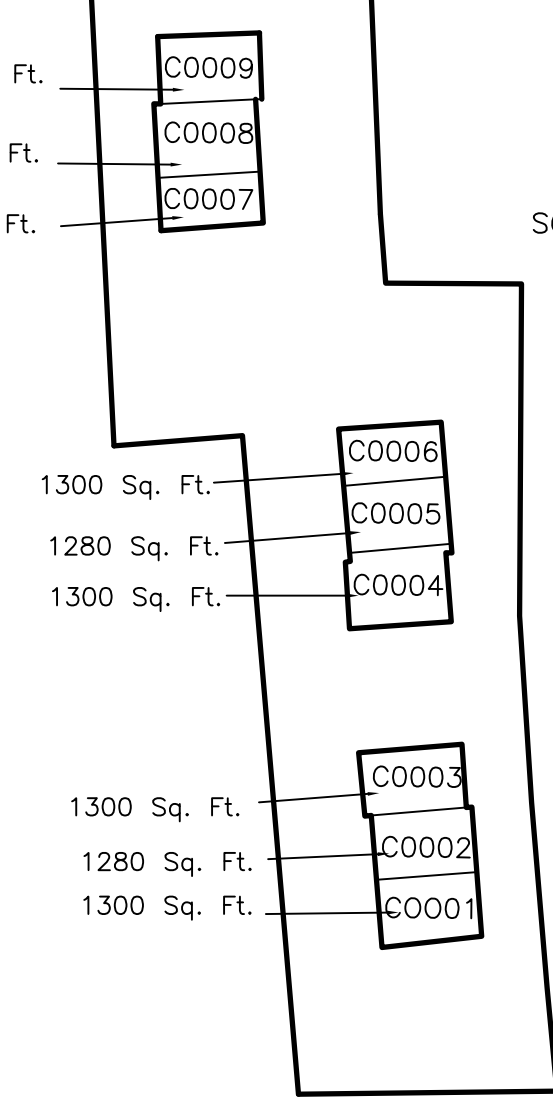 C0009
Ft.
C0008
Ft.
C0007
Ft.
C0006
1300 Sq. Ft.
C0005
1280 Sq. Ft.
C0004
1300 Sq. Ft.
C0003
1300 Sq. Ft.
C0002
1280 Sq. Ft.
COOO1
1300 Sq. Ft.